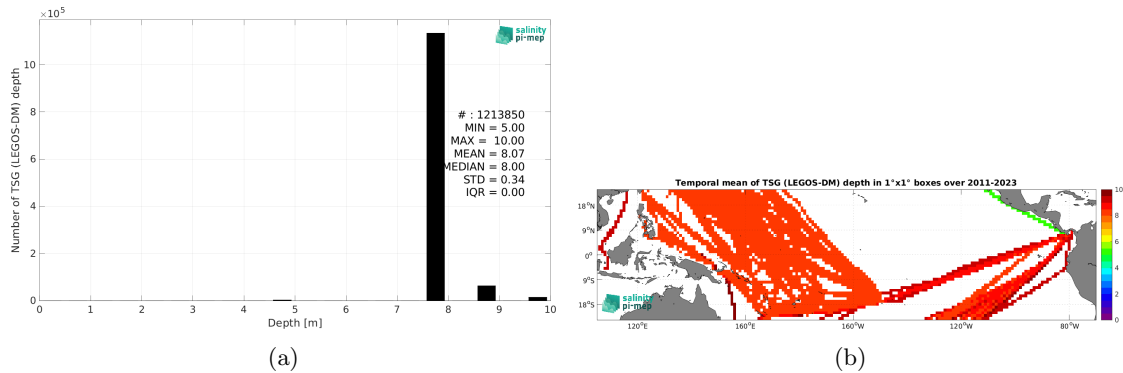 ×10⁵
salinity
pi-mep
10
8
6
4
2
0
Number of TSG (LEGOS-DM) depth
# : 1213850
MIN = 5.00
MAX = 10.00
MEAN = 8.07
MEDIAN = 8.00
STD = 0.34
IQR = 0.00
0 1 2 3 4 5 6 7 8 9 10
Depth [m]
(a)
Temporal mean of TSG (LEGOS-DM) depth in 1°x1° boxes over 2011-2023
18°N
9°N
0°
9°S
18°S
salinity
pi-mep
120°E 160°E 160°W 120°W 80°W
10
8
6
4
2
0
(b)